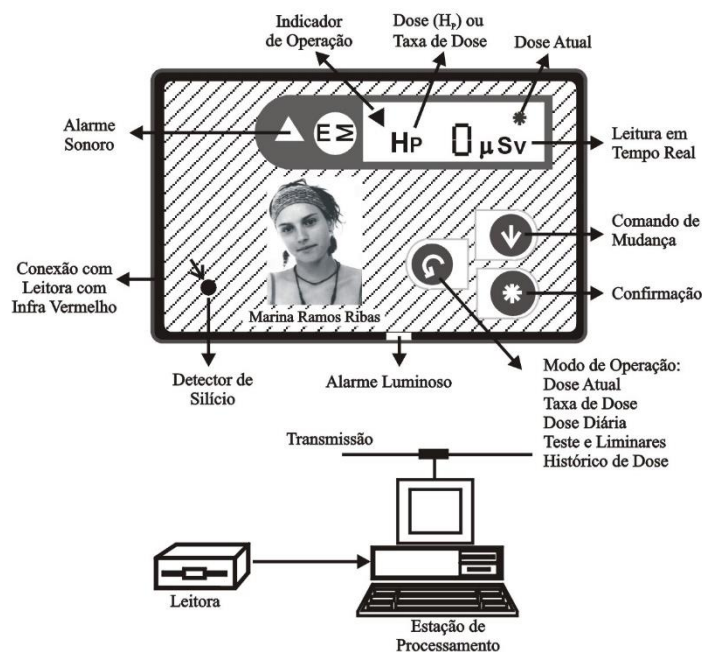 Indicador
de Operação
Dose (Hₚ) ou
Taxa de Dose
Dose Atual
Alarme
Sonoro
EM
HP 0 µSv
*
Leitura em
Tempo Real
Comando de
Mudança
Conexão com
Leitora com
Infra Vermelho
*
Confirmação
Marina Ramos Ribas
Detector de
Silício
Alarme Luminoso
Modo de Operação:
Dose Atual
Taxa de Dose
Dose Diária
Teste e Liminares
Histórico de Dose
Transmissão
Leitora
Estação de
Processamento